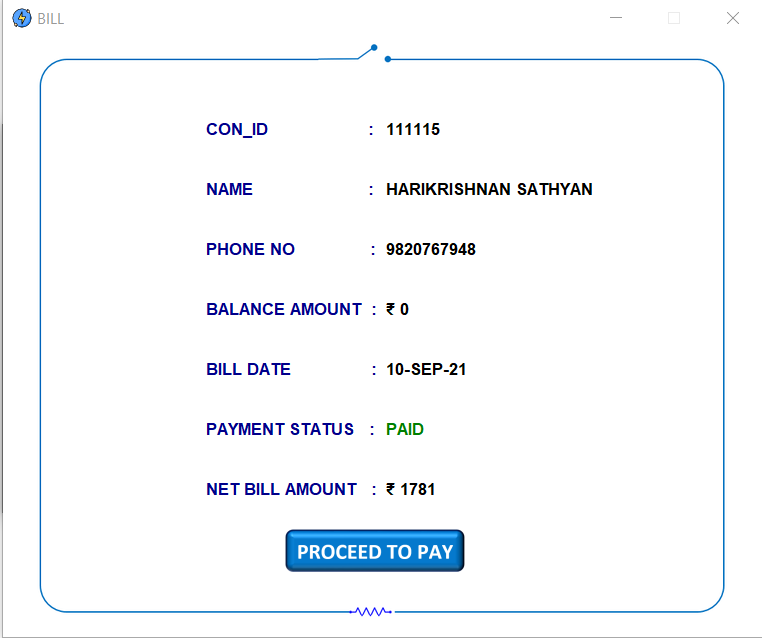 BILL
CON_ID : 111115
NAME : HARIKRISHNAN SATHYAN
PHONE NO : 9820767948
BALANCE AMOUNT : ₹ 0
BILL DATE : 10-SEP-21
PAYMENT STATUS : PAID
NET BILL AMOUNT : ₹ 1781
PROCEED TO PAY